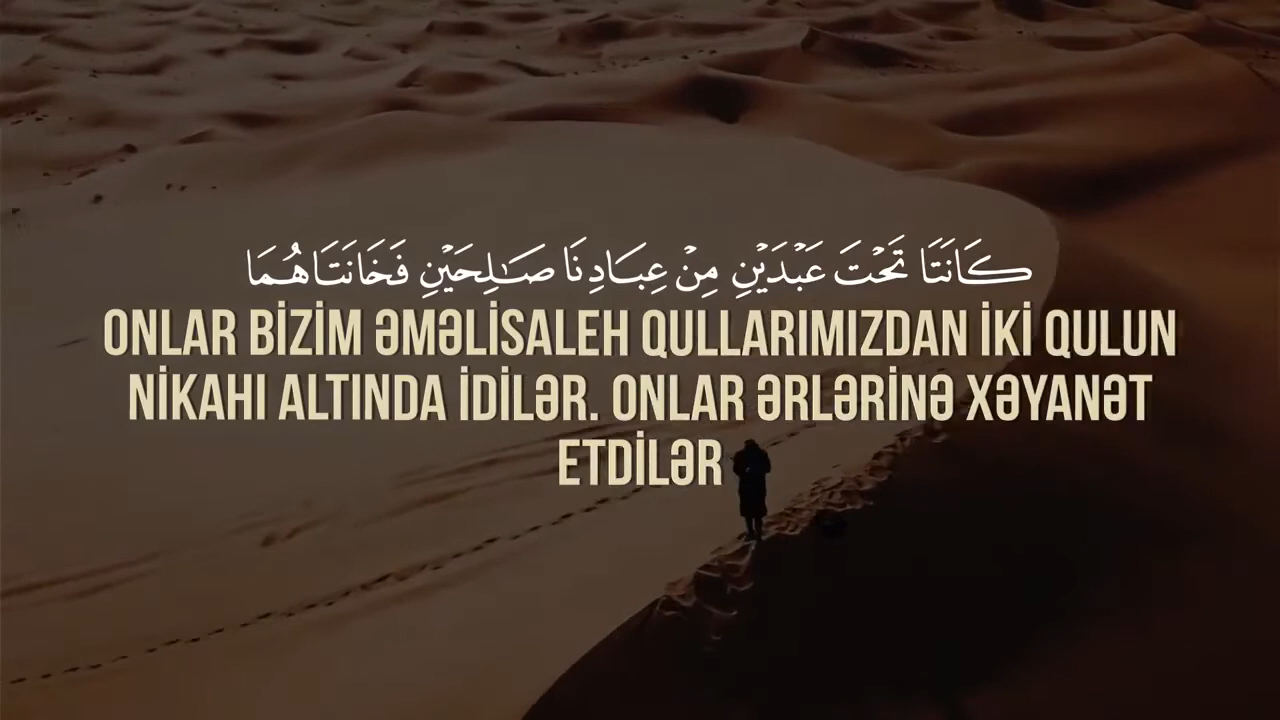 كَانَتَا تَحْتَ عَبْدَيْنِ مِنْ عِبَادِنَا صَـٰلِحَيْنِ فَخَانَتَاهُمَا
ONLAR BİZİM ƏMƏLİSALEH QULLARIMIZDAN İKİ QULUN
NİKAHI ALTINDA İDİLƏR. ONLAR ƏRLƏRİNƏ XƏYANƏT
ETDİLƏR